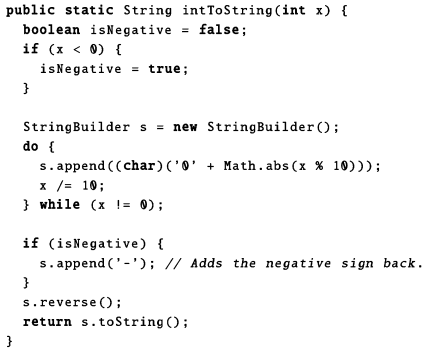 public static String intToString(int x) {
  boolean isNegative = false;
  if (x < 0) {
    isNegative = true;
  }

  StringBuilder s = new StringBuilder();
  do {
    s.append((char)('0' + Math.abs(x % 10)));
    x /= 10;
  } while (x != 0);

  if (isNegative) {
    s.append('-'); // Adds the negative sign back.
  }
  s.reverse();
  return s.toString();
}